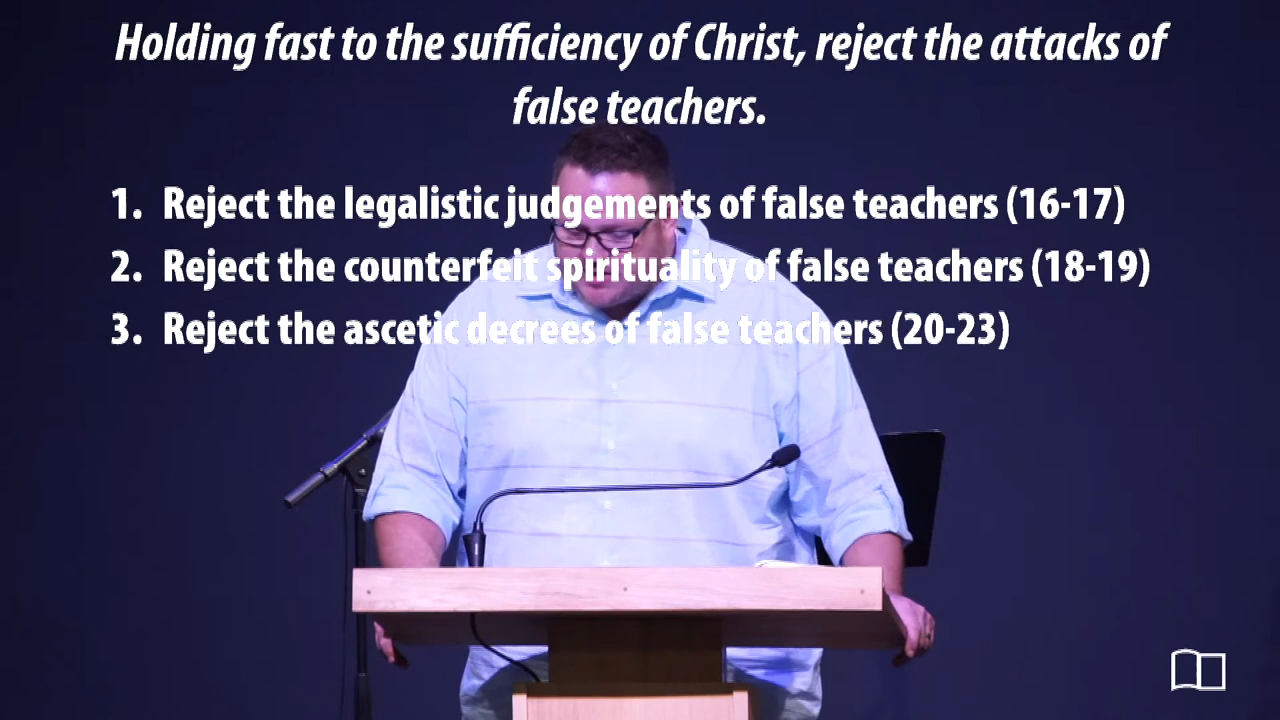 Holding fast to the sufficiency of Christ, reject the attacks of
false teachers.
1. Reject the legalistic judgements of false teachers (16-17)
2. Reject the counterfeit spirituality of false teachers (18-19)
3. Reject the ascetic decrees of false teachers (20-23)